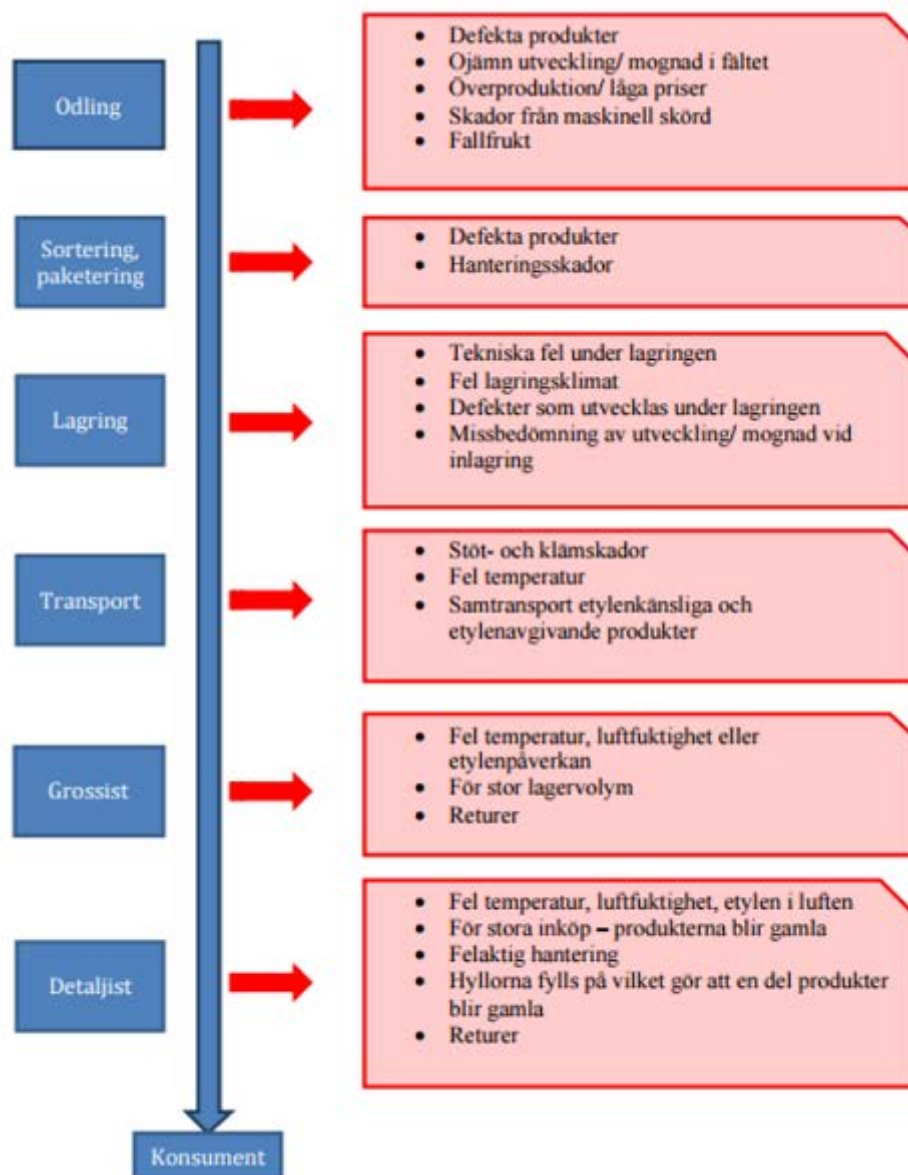 Odling
• Defekta produkter
• Ojämn utveckling/ mognad i fältet
• Överproduktion/ låga priser
• Skador från maskinell skörd
• Fallfrukt
Sortering,
paketering
• Defekta produkter
• Hanteringsskador
Lagring
• Tekniska fel under lagringen
• Fel lagringsklimat
• Defekter som utvecklas under lagringen
• Missbedömning av utveckling/ mognad vid
inlagring
Transport
• Stöt- och klämskador
• Fel temperatur
• Samtransport etylenkänsliga och
etylenavgivande produkter
Grossist
• Fel temperatur, luftfuktighet eller
etylenpåverkan
• För stor lagervolym
• Returer
Detaljist
• Fel temperatur, luftfuktighet, etylen i luften
• För stora inköp – produkterna blir gamla
• Felaktig hantering
• Hyllorna fylls på vilket gör att en del produkter
blir gamla
• Returer
Konsument